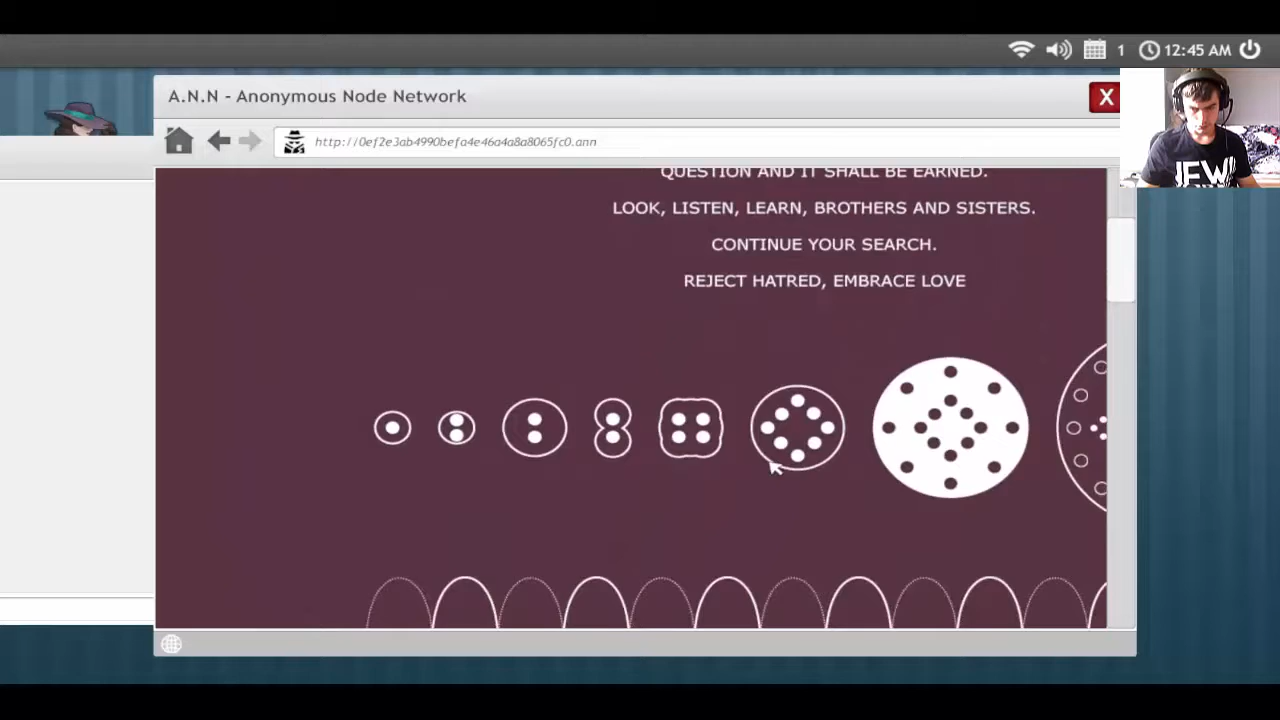 1 12:45 AM
A.N.N - Anonymous Node Network
X
http://0ef2e3ab4990befa4e46a4a8a8065fc0.ann
QUESTION AND IT SHALL BE EARNED.
LOOK, LISTEN, LEARN, BROTHERS AND SISTERS.
CONTINUE YOUR SEARCH.
REJECT HATRED, EMBRACE LOVE